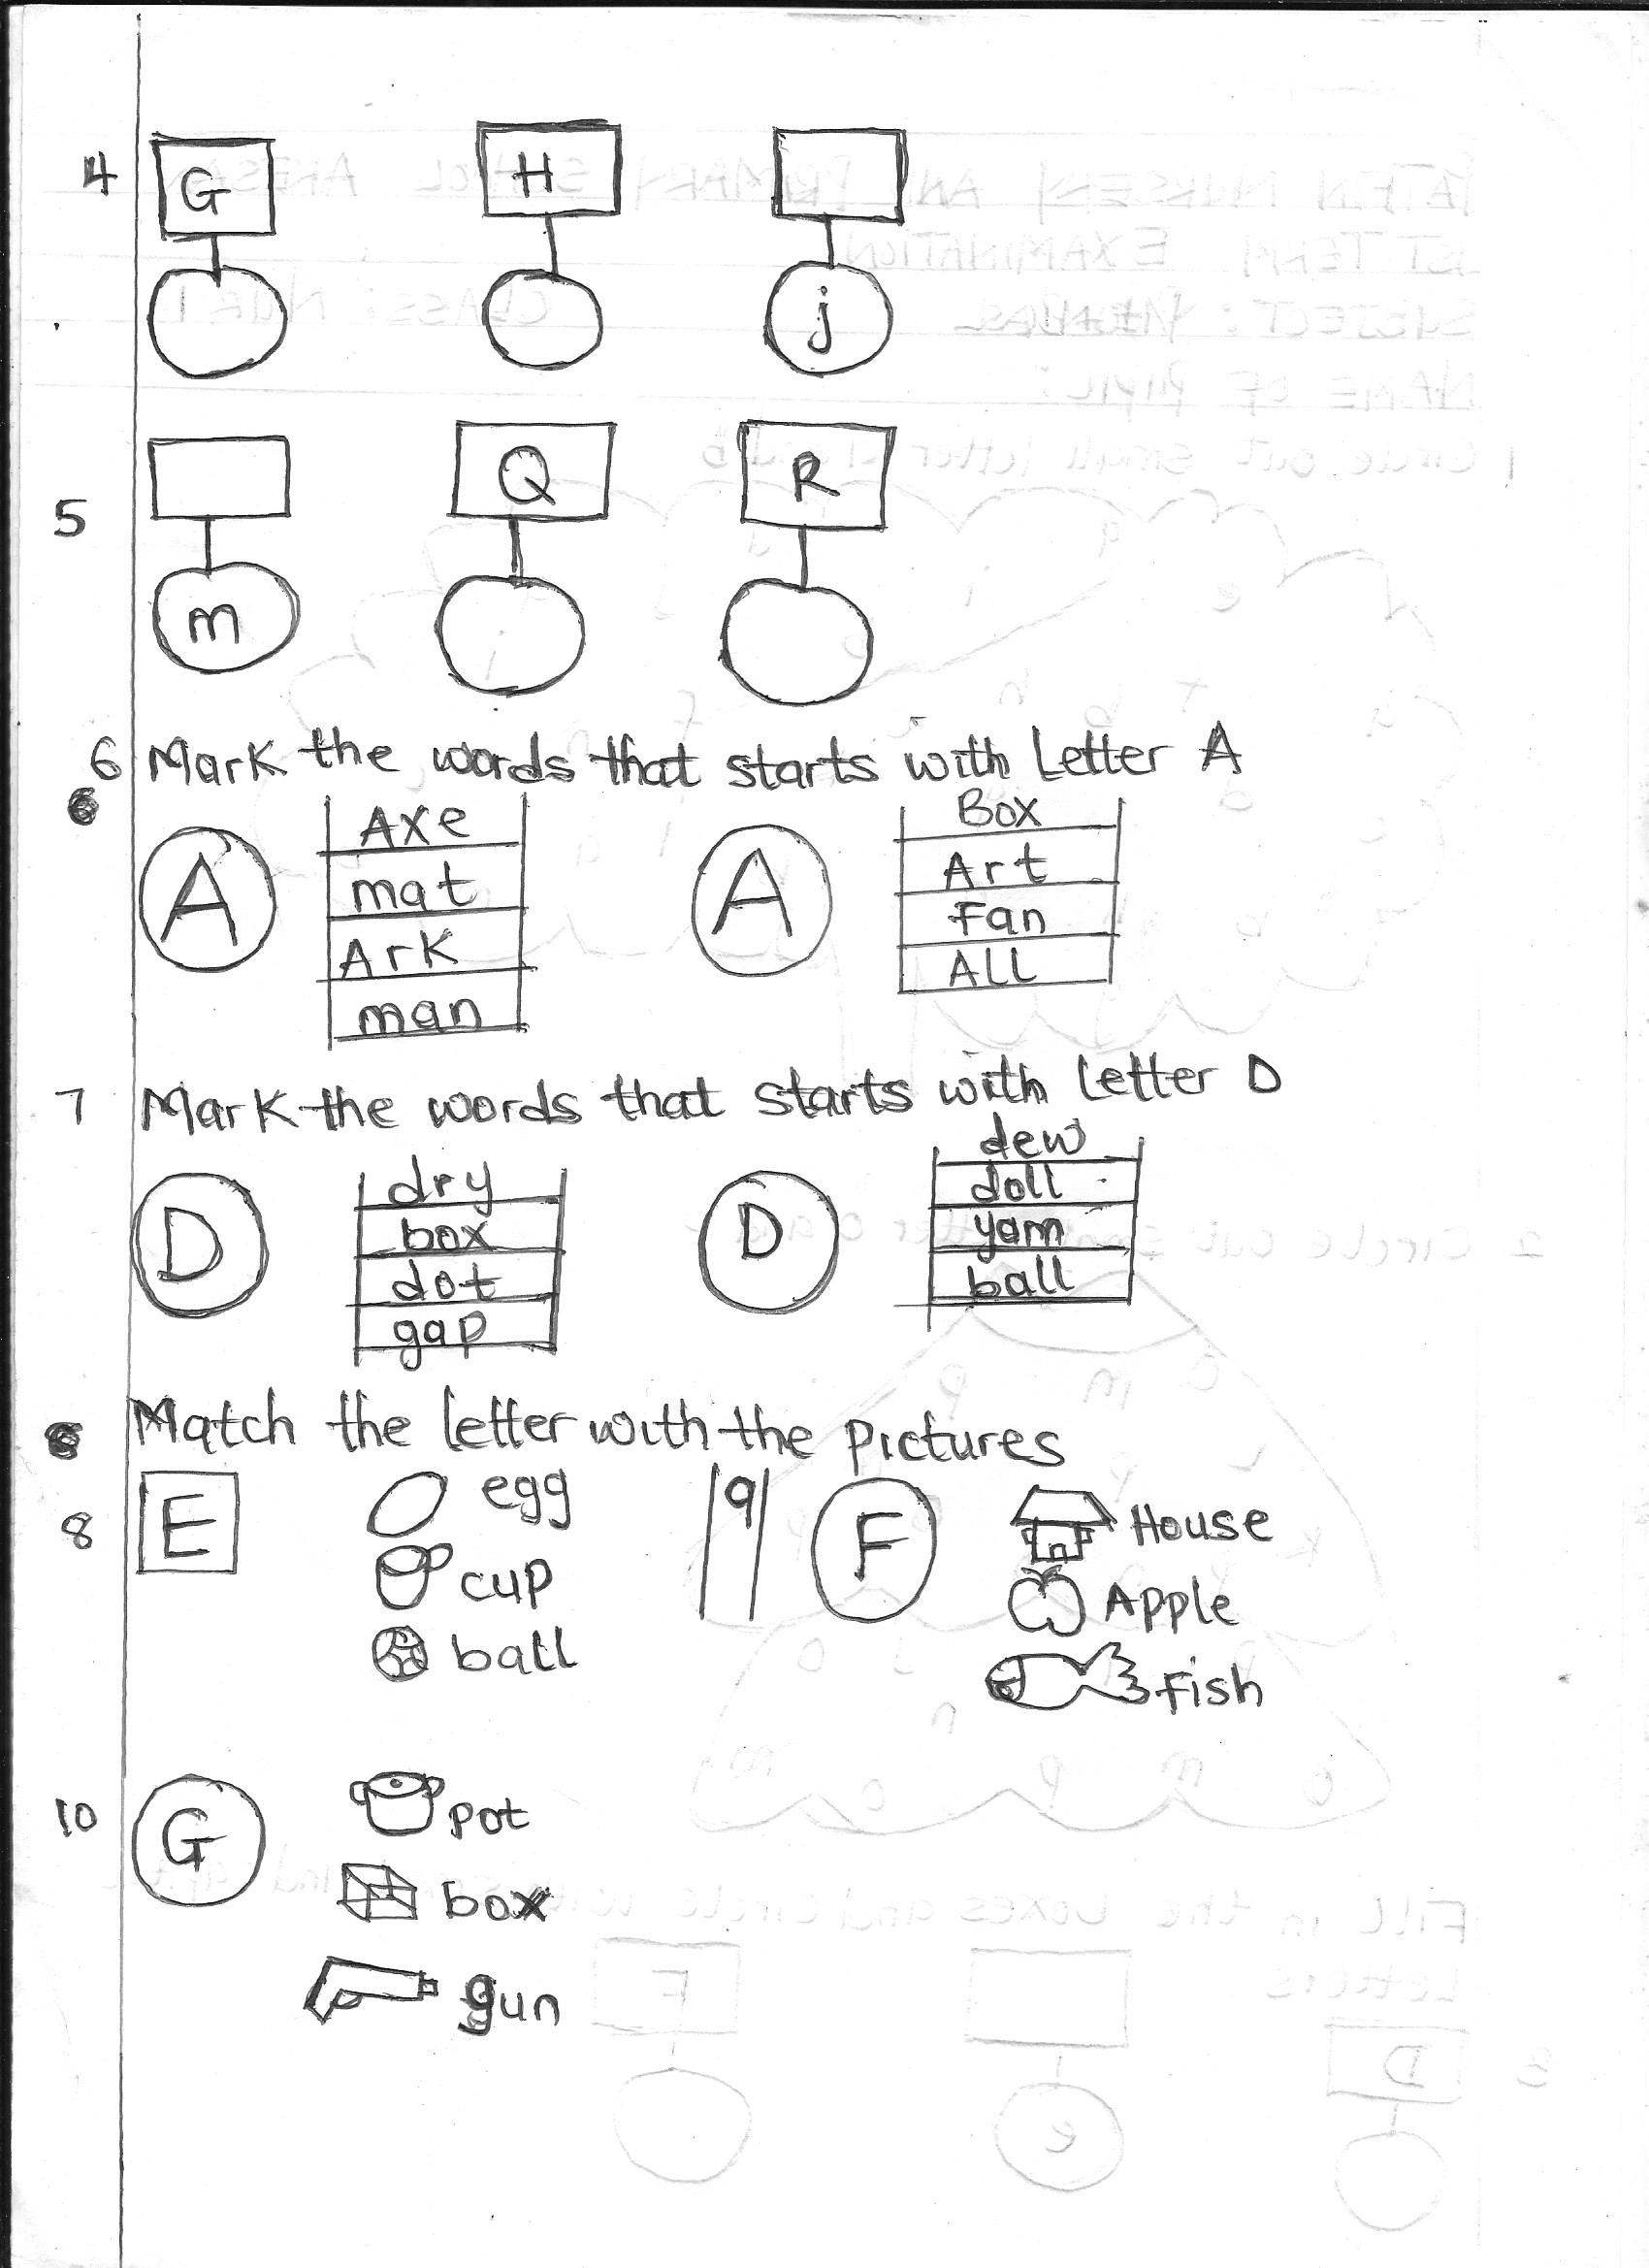 4 G H
j
5 Q R
m
6 Mark the words that starts with Letter A
6
A Axe A Box
mat Art
Ark Fan
man ALL
7 Mark the words that starts with letter D
D dry D dew
box doll
dot yam
gap ball
Match the letter with the pictures
8 E egg 9 F House
cup Apple
ball Fish
10 G pot
box
gun